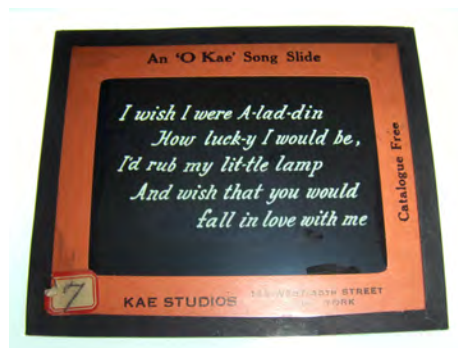 An 'O Kae' Song Slide
I wish I were A-lad-din
How luck-y I would be,
I'd rub my lit-tle lamp
And wish that you would
fall in love with me
Catalogue Free
7
KAE STUDIOS
WEST STREET
YORK